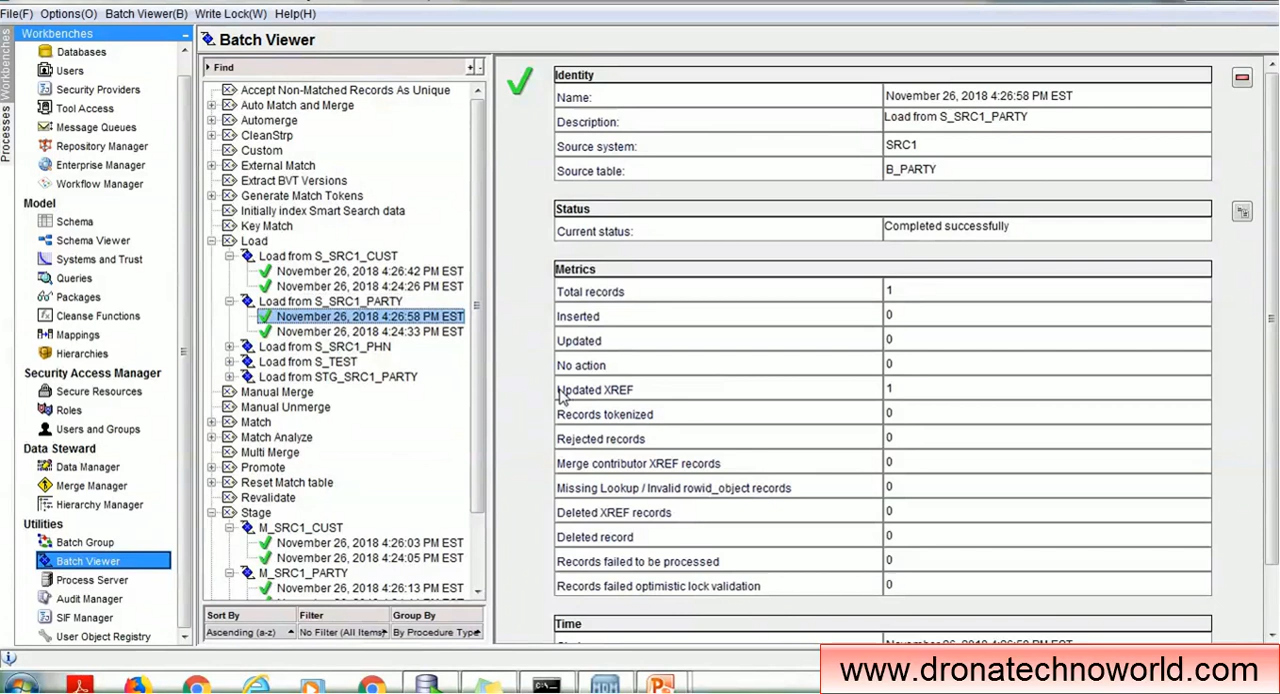 File(F) Options(O) Batch Viewer(B) Write Lock(W) Help(H)
Processes
Workbenches
Workbenches
Databases
Users
Security Providers
Tool Access
Message Queues
Repository Manager
Enterprise Manager
Workflow Manager
Model
Schema
Schema Viewer
Systems and Trust
Queries
Packages
Cleanse Functions
Mappings
Hierarchies
Security Access Manager
Secure Resources
Roles
Users and Groups
Data Steward
Data Manager
Merge Manager
Hierarchy Manager
Utilities
Batch Group
Batch Viewer
Process Server
Audit Manager
SIF Manager
User Object Registry
Batch Viewer
Find
+ -
Accept Non-Matched Records As Unique
Auto Match and Merge
Automerge
CleanStrp
Custom
External Match
Extract BVT Versions
Generate Match Tokens
Initially index Smart Search data
Key Match
Load
Load from S_SRC1_CUST
November 26, 2018 4:26:42 PM EST
November 26, 2018 4:24:26 PM EST
Load from S_SRC1_PARTY
November 26, 2018 4:26:58 PM EST
November 26, 2018 4:24:33 PM EST
Load from S_SRC1_PHN
Load from S_TEST
Load from STG_SRC1_PARTY
Manual Merge
Manual Unmerge
Match
Match Analyze
Multi Merge
Promote
Reset Match table
Revalidate
Stage
M_SRC1_CUST
November 26, 2018 4:26:03 PM EST
November 26, 2018 4:24:05 PM EST
M_SRC1_PARTY
November 26, 2018 4:26:13 PM EST
Sort By Filter Group By
Ascending (a-z) No Filter (All Items) By Procedure Type
Identity
Name: November 26, 2018 4:26:58 PM EST
Description: Load from S_SRC1_PARTY
Source system: SRC1
Source table: B_PARTY
Status
Current status: Completed successfully
Metrics
Total records 1
Inserted 0
Updated 0
No action 0
Updated XREF 1
Records tokenized 0
Rejected records 0
Merge contributor XREF records 0
Missing Lookup / Invalid rowid_object records 0
Deleted XREF records 0
Deleted record 0
Records failed to be processed 0
Records failed optimistic lock validation 0
Time
www.dronatechnoworld.com
MDM